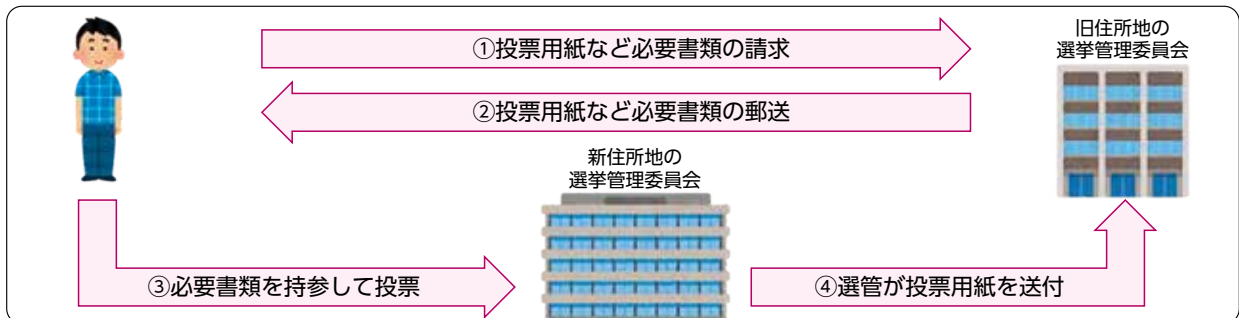 ①投票用紙など必要書類の請求
旧住所地の
選挙管理委員会
②投票用紙など必要書類の郵送
新住所地の
選挙管理委員会
③必要書類を持参して投票
④選管が投票用紙を送付